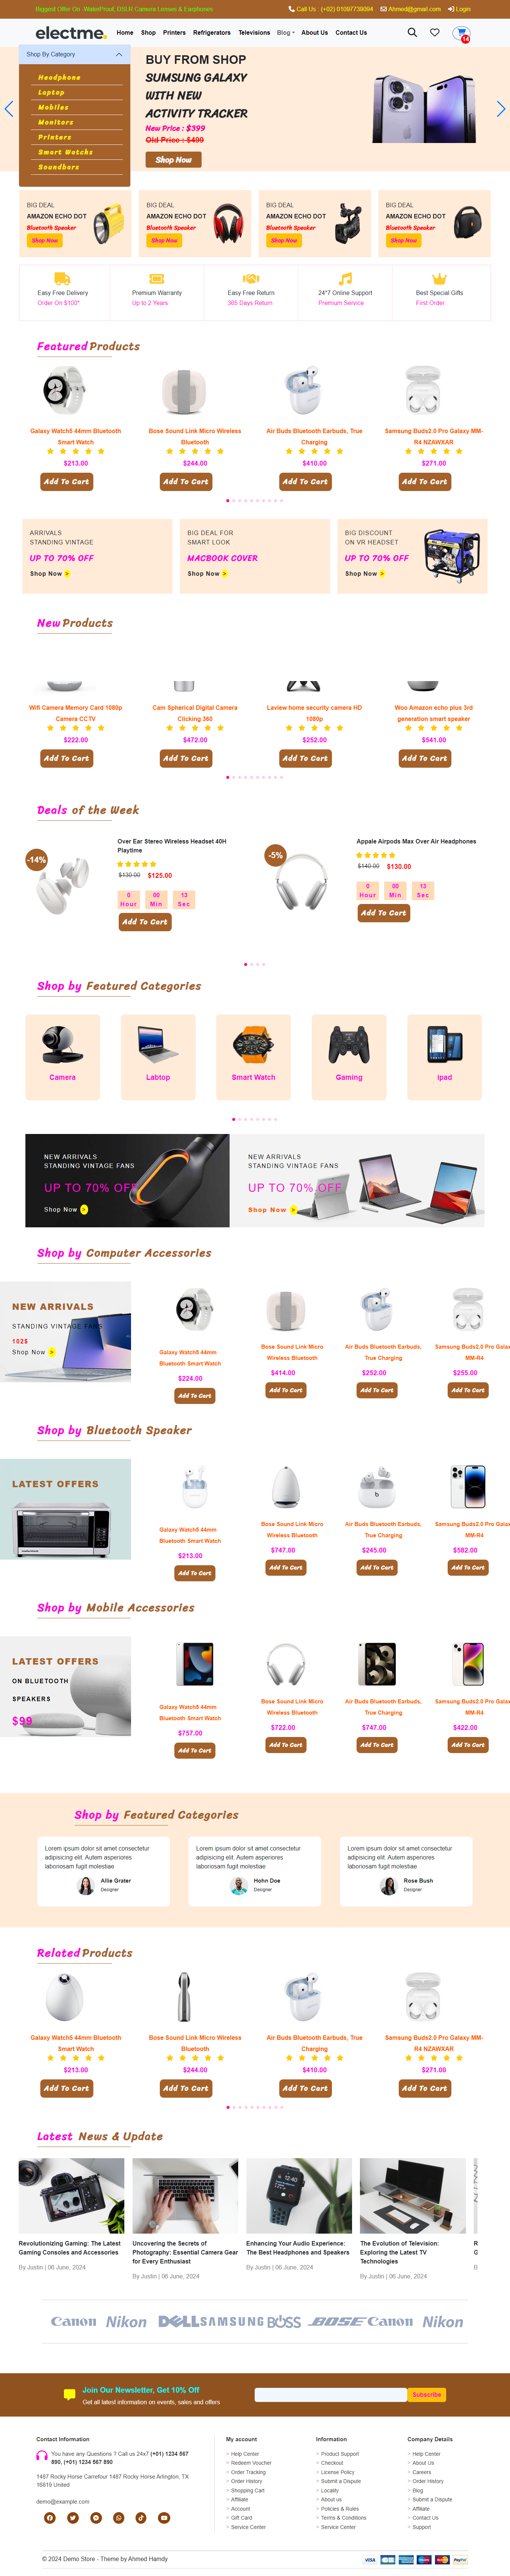 Biggest Offer On -WaterProof, DSLR Camera Lenses & Earphones
Call Us : (+02) 01097739094
Ahmed@gmail.com
Login
electme.
Home
Shop
Printers
Refrigerators
Televisions
Blog
About Us
Contact Us
14
Shop By Category
Headphone
Laptop
Mobiles
Monitors
Printers
Smart Watchs
Soundbars
BUY FROM SHOP
SUMSUNG GALAXY
WITH NEW
ACTIVITY TRACKER
New Price : $399
Old Price : $499
Shop Now
BIG DEAL
AMAZON ECHO DOT
Bluetooth Speaker
Shop Now
BIG DEAL
AMAZON ECHO DOT
Bluetooth Speaker
Shop Now
BIG DEAL
AMAZON ECHO DOT
Bluetooth Speaker
Shop Now
BIG DEAL
AMAZON ECHO DOT
Bluetooth Speaker
Shop Now
Easy Free Delivery
Order On $100*
Premium Warranty
Up to 2 Years
Easy Free Return
365 Days Return
24*7 Online Support
Premium Service
Best Special Gifts
First Order
Featured Products
Galaxy Watch5 44mm Bluetooth
Smart Watch
$213.00
Add To Cart
Bose Sound Link Micro Wireless
Bluetooth
$244.00
Add To Cart
Air Buds Bluetooth Earbuds, True
Charging
$410.00
Add To Cart
Samsung Buds2.0 Pro Galaxy MM-
R4 NZAWXAR
$271.00
Add To Cart
ARRIVALS
STANDING VINTAGE
UP TO 70% OFF
Shop Now >
BIG DEAL FOR
SMART LOOK
MACBOOK COVER
Shop Now >
BIG DISCOUNT
ON VR HEADSET
UP TO 70% OFF
Shop Now >
New Products
Wifi Camera Memory Card 1080p
Camera CCTV
$222.00
Add To Cart
Cam Spherical Digital Camera
Clicking 360
$472.00
Add To Cart
Laview home security camera HD
1080p
$252.00
Add To Cart
Woo Amazon echo plus 3rd
generation smart speaker
$541.00
Add To Cart
Deals of the Week
-14%
Over Ear Stereo Wireless Headset 40H
Playtime
$130.00 $125.00
0 00 13
Hour Min Sec
Add To Cart
-5%
Appale Airpods Max Over Air Headphones
$140.00 $130.00
0 00 13
Hour Min Sec
Add To Cart
Shop by Featured Categories
Camera
Labtop
Smart Watch
Gaming
ipad
NEW ARRIVALS
STANDING VINTAGE FANS
UP TO 70% OFF
Shop Now >
NEW ARRIVALS
STANDING VINTAGE FANS
UP TO 70% OFF
Shop Now >
Shop by Computer Accessories
NEW ARRIVALS
STANDING VINTAGE FANS
102$
Shop Now >
Galaxy Watch5 44mm
Bluetooth Smart Watch
$224.00
Add To Cart
Bose Sound Link Micro
Wireless Bluetooth
$414.00
Add To Cart
Air Buds Bluetooth Earbuds,
True Charging
$252.00
Add To Cart
Samsung Buds2.0 Pro Galax
MM-R4
$255.00
Add To Cart
Shop by Bluetooth Speaker
LATEST OFFERS
Galaxy Watch5 44mm
Bluetooth Smart Watch
$213.00
Add To Cart
Bose Sound Link Micro
Wireless Bluetooth
$747.00
Add To Cart
Air Buds Bluetooth Earbuds,
True Charging
$245.00
Add To Cart
Samsung Buds2.0 Pro Galax
MM-R4
$582.00
Add To Cart
Shop by Mobile Accessories
LATEST OFFERS
ON BLUETOOTH
SPEAKERS
$99
Galaxy Watch5 44mm
Bluetooth Smart Watch
$757.00
Add To Cart
Bose Sound Link Micro
Wireless Bluetooth
$722.00
Add To Cart
Air Buds Bluetooth Earbuds,
True Charging
$747.00
Add To Cart
Samsung Buds2.0 Pro Galax
MM-R4
$422.00
Add To Cart
Shop by Featured Categories
Lorem ipsum dolor sit amet consectetur
adipisicing elit. Autem asperiores
laboriosam fugit molestiae
Allie Grater
Designer
Lorem ipsum dolor sit amet consectetur
adipisicing elit. Autem asperiores
laboriosam fugit molestiae
Hohn Doe
Designer
Lorem ipsum dolor sit amet consectetur
adipisicing elit. Autem asperiores
laboriosam fugit molestiae
Rose Bush
Designer
Related Products
Galaxy Watch5 44mm Bluetooth
Smart Watch
$213.00
Add To Cart
Bose Sound Link Micro Wireless
Bluetooth
$244.00
Add To Cart
Air Buds Bluetooth Earbuds, True
Charging
$410.00
Add To Cart
Samsung Buds2.0 Pro Galaxy MM-
R4 NZAWXAR
$271.00
Add To Cart
Latest News & Update
Revolutionizing Gaming: The Latest
Gaming Consoles and Accessories
By Justin | 06 June, 2024
Uncovering the Secrets of
Photography: Essential Camera Gear
for Every Enthusiast
By Justin | 06 June, 2024
Enhancing Your Audio Experience:
The Best Headphones and Speakers
By Justin | 06 June, 2024
The Evolution of Television:
Exploring the Latest TV
Technologies
By Justin | 06 June, 2024
Canon Nikon DELL SAMSUNG BOSS BOSE Canon Nikon
Join Our Newsletter, Get 10% Off
Get all latest information on events, sales and offers
Subscribe
Contact Information
You have any Questions ? Call us 24x7 (+01) 1234 567
890, (+01) 1234 567 890
1487 Rocky Horse Carrefour 1487 Rocky Horse Arlington, TX
16819 United
demo@example.com
My account
> Help Center
> Redeem Voucher
> Order Tracking
> Order History
> Shopping Cart
> Affiliate
> Account
> Gift Card
> Service Center
Information
> Product Support
> Checkout
> License Policy
> Submit a Dispute
> Locality
> About us
> Policies & Rules
> Terms & Conditions
> Service Center
Company Details
> Help Center
> About Us
> Careers
> Order History
> Blog
> Submit a Dispute
> Affiliate
> Contact Us
> Support
© 2024 Demo Store - Theme by Ahmed Hamdy
VISA
PayPal